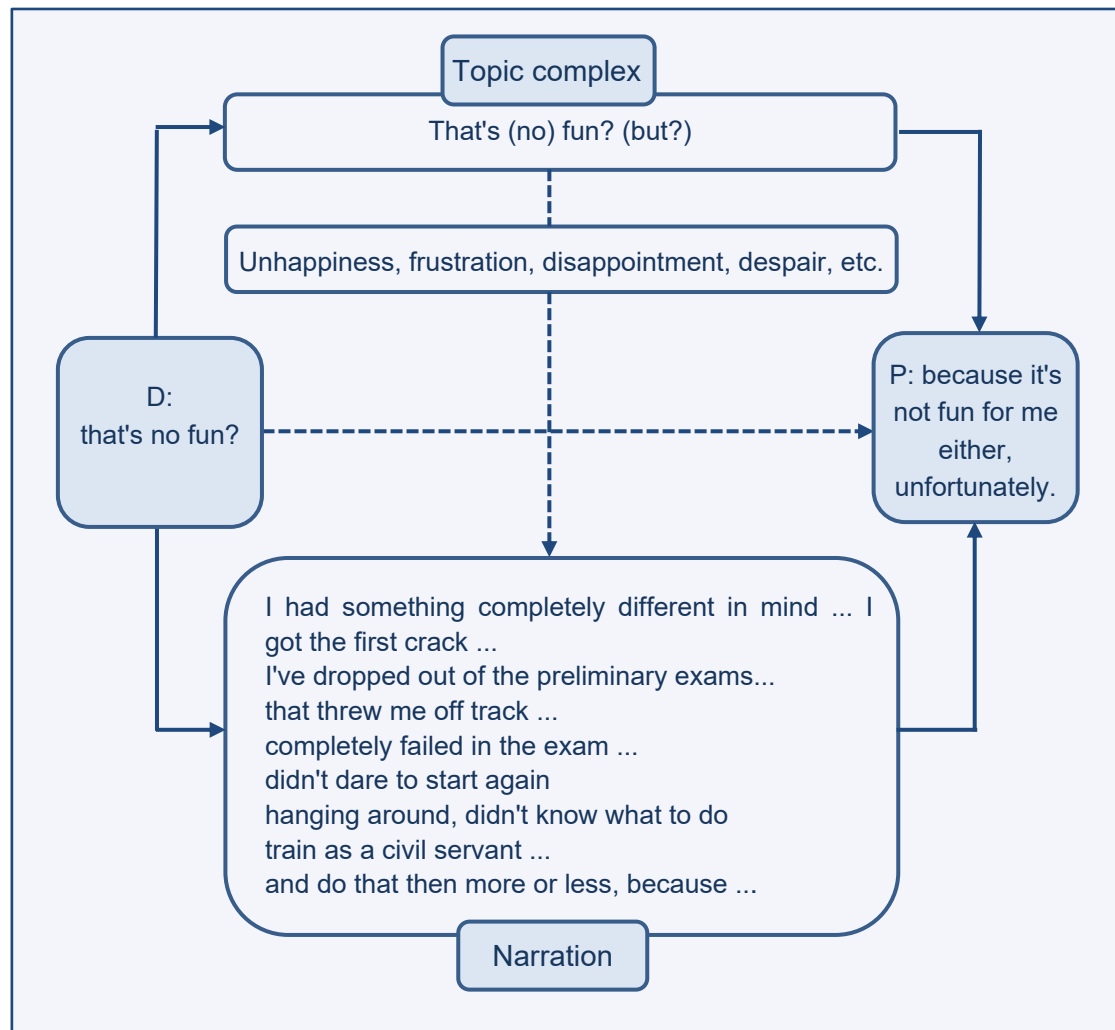 Topic complex
That's (no) fun? (but?)
Unhappiness, frustration, disappointment, despair, etc.
D:
that's no fun?
P: because it's
not fun for me
either,
unfortunately.
I had something completely different in mind ... I
got the first crack ...
I've dropped out of the preliminary exams...
that threw me off track ...
completely failed in the exam ...
didn't dare to start again
hanging around, didn't know what to do
train as a civil servant ...
and do that then more or less, because ...
Narration